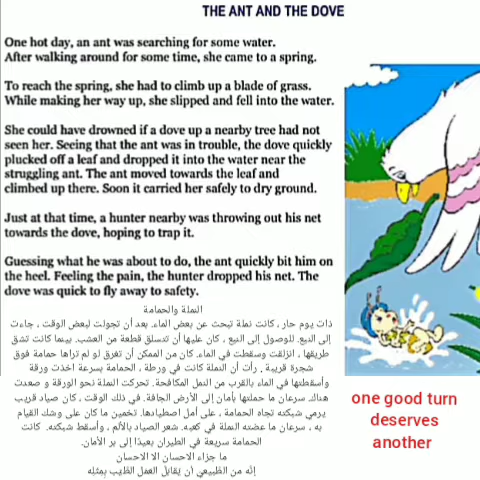 THE ANT AND THE DOVE
One hot day, an ant was searching for some water.
After walking around for some time, she came to a spring.
To reach the spring, she had to climb up a blade of grass.
While making her way up, she slipped and fell into the water.
She could have drowned if a dove up a nearby tree had not
seen her. Seeing that the ant was in trouble, the dove quickly
plucked off a leaf and dropped it into the water near the
struggling ant. The ant moved towards the leaf and
climbed up there. Soon it carried her safely to dry ground.
Just at that time, a hunter nearby was throwing out his net
towards the dove, hoping to trap it.
Guessing what he was about to do, the ant quickly bit him on
the heel. Feeling the pain, the hunter dropped his net. The
dove was quick to fly away to safety.
النملة والحمامة
ذات يوم حار ، كانت نملة تبحث عن بعض الماء. بعد أن تجولت لبعض الوقت ، جاءت
إلى النبع. للوصول إلى النبع ، كان عليها أن تتسلق قطعة من العشب. بينما كانت تشق
طريقها ، انزلقت وسقطت في الماء. كان من الممكن أن تغرق لو لم تراها حمامة فوق
شجرة قريبة . رأت أن النملة كانت في ورطة ، الحمامة بسرعة اخذت ورقة
وأسقطتها في الماء بالقرب من النمل المكافحة. تحركت النملة نحو الورقة و صعدت
هناك. سرعان ما حملتها بأمان إلى الأرض الجافة. في ذلك الوقت ، كان صياد قريب
يرمي شبكته تجاه الحمامة ، على أمل اصطيادها. تخمين ما كان على وشك القيام
به ، سرعان ما عضته النملة في كعبه. شعر الصياد بالألم ، وأسقط شبكته. كانت
الحمامة سريعة في الطيران بعيدًا إلى بر الأمان.
ما جزاء الاحسان الا الاحسان
إنّه من الطّبيعي أن يُقابلَ العمل الطّيب بِمثلِه
one good turn
deserves
another